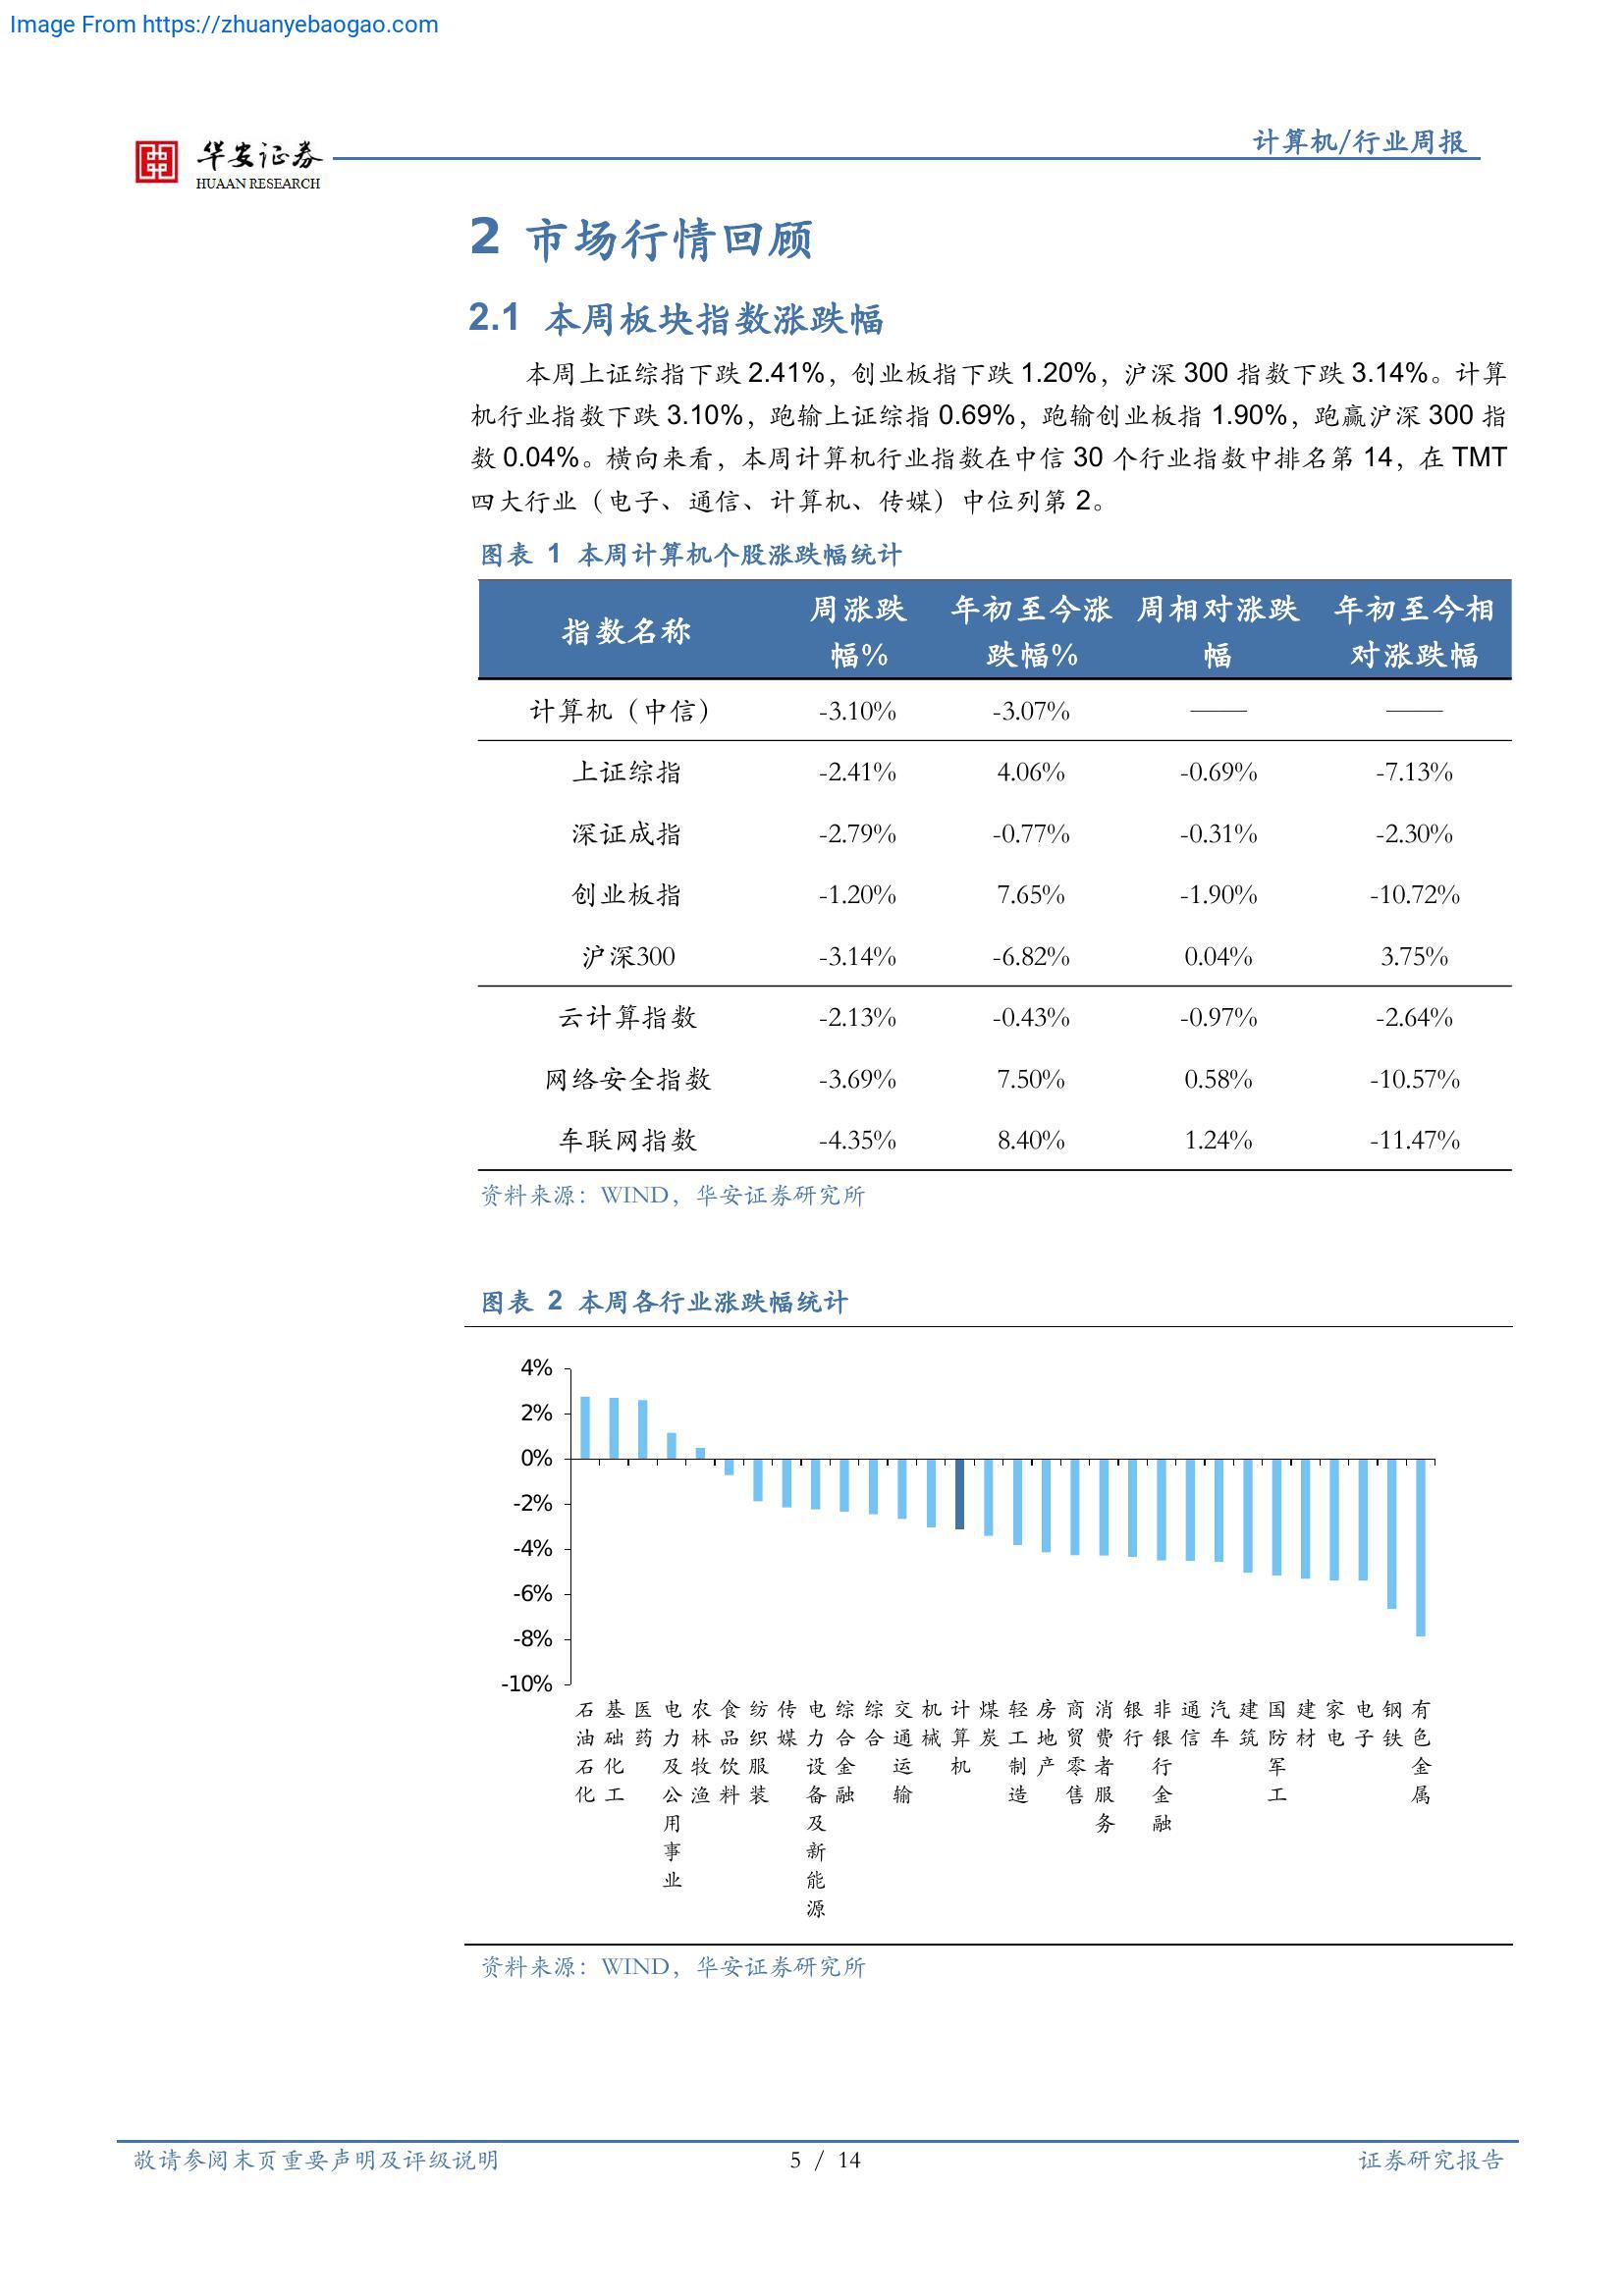 Image From https://zhuanyebaogao.com
华安证券
HUAAN RESEARCH
计算机/行业周报
2 市场行情回顾
2.1 本周板块指数涨跌幅
本周上证综指下跌 2.41%，创业板指下跌 1.20%，沪深 300 指数下跌 3.14%。计算
机行业指数下跌 3.10%，跑输上证综指 0.69%，跑输创业板指 1.90%，跑赢沪深 300 指
数 0.04%。横向来看，本周计算机行业指数在中信 30 个行业指数中排名第 14，在 TMT
四大行业（电子、通信、计算机、传媒）中位列第 2。
图表 1 本周计算机个股涨跌幅统计
指数名称 周涨跌幅% 年初至今涨跌幅% 周相对涨跌幅 年初至今相对涨跌幅
计算机（中信） -3.10% -3.07% —— ——
上证综指 -2.41% 4.06% -0.69% -7.13%
深证成指 -2.79% -0.77% -0.31% -2.30%
创业板指 -1.20% 7.65% -1.90% -10.72%
沪深300 -3.14% -6.82% 0.04% 3.75%
云计算指数 -2.13% -0.43% -0.97% -2.64%
网络安全指数 -3.69% 7.50% 0.58% -10.57%
车联网指数 -4.35% 8.40% 1.24% -11.47%
资料来源：WIND，华安证券研究所
图表 2 本周各行业涨跌幅统计
4%
2%
0%
-2%
-4%
-6%
-8%
-10%
石油石化
基础化工
医药
电力及公用事业
农林牧渔
食品饮料
纺织服装
传媒
电力设备及新能源
综合金融
综合
交通运输
机械
计算机
煤炭
轻工制造
房地产
商贸零售
消费者服务
银行
非银行金融
通信
汽车
建筑
国防军工
建材
家电
电子
钢铁
有色金属
资料来源：WIND，华安证券研究所
敬请参阅末页重要声明及评级说明
5 / 14
证券研究报告